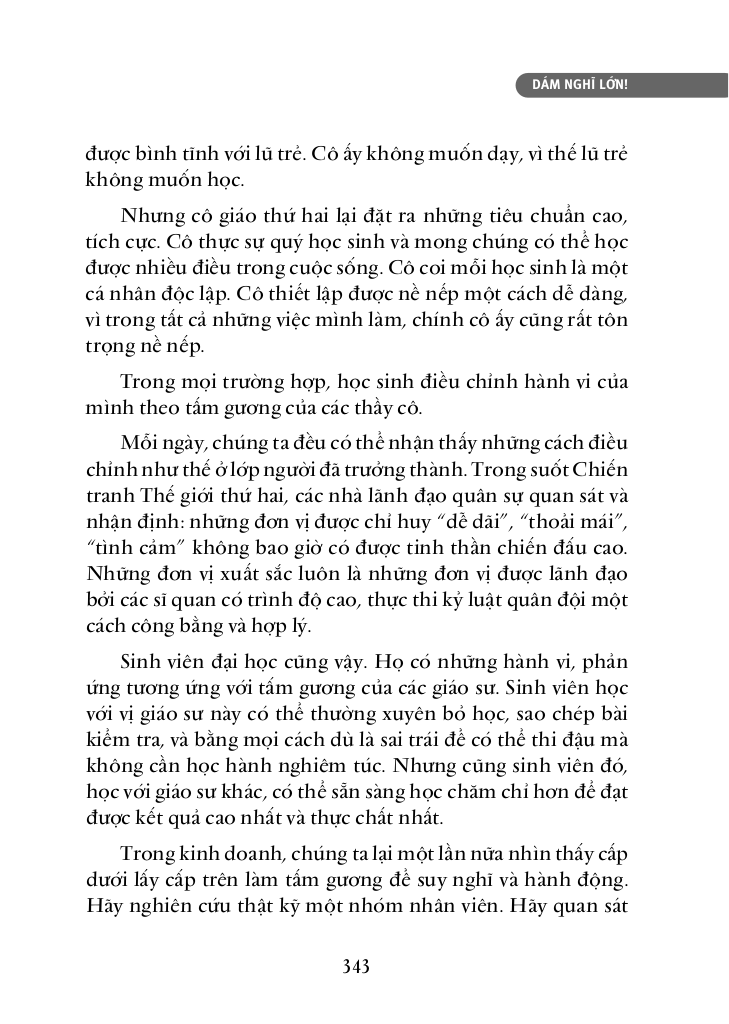 DÁM NGHĨ LỚN!
được bình tĩnh với lũ trẻ. Cô ấy không muốn dạy, vì thế lũ trẻ
không muốn học.
Nhưng cô giáo thứ hai lại đặt ra những tiêu chuẩn cao,
tích cực. Cô thực sự quý học sinh và mong chúng có thể học
được nhiều điều trong cuộc sống. Cô coi mỗi học sinh là một
cá nhân độc lập. Cô thiết lập được nề nếp một cách dễ dàng,
vì trong tất cả những việc mình làm, chính cô ấy cũng rất tôn
trọng nề nếp.
Trong mọi trường hợp, học sinh điều chỉnh hành vi của
mình theo tấm gương của các thầy cô.
Mỗi ngày, chúng ta đều có thể nhận thấy những cách điều
chỉnh như thế ở lớp người đã trưởng thành. Trong suốt Chiến
tranh Thế giới thứ hai, các nhà lãnh đạo quân sự quan sát và
nhận định: những đơn vị được chỉ huy “dễ dãi”, “thoải mái”,
“tình cảm” không bao giờ có được tinh thần chiến đấu cao.
Những đơn vị xuất sắc luôn là những đơn vị được lãnh đạo
bởi các sĩ quan có trình độ cao, thực thi kỷ luật quân đội một
cách công bằng và hợp lý.
Sinh viên đại học cũng vậy. Họ có những hành vi, phản
ứng tương ứng với tấm gương của các giáo sư. Sinh viên học
với vị giáo sư này có thể thường xuyên bỏ học, sao chép bài
kiểm tra, và bằng mọi cách dù là sai trái để có thể thi đậu mà
không cần học hành nghiêm túc. Nhưng cũng sinh viên đó,
học với giáo sư khác, có thể sẵn sàng học chăm chỉ hơn để đạt
được kết quả cao nhất và thực chất nhất.
Trong kinh doanh, chúng ta lại một lần nữa nhìn thấy cấp
dưới lấy cấp trên làm tấm gương để suy nghĩ và hành động.
Hãy nghiên cứu thật kỹ một nhóm nhân viên. Hãy quan sát
343